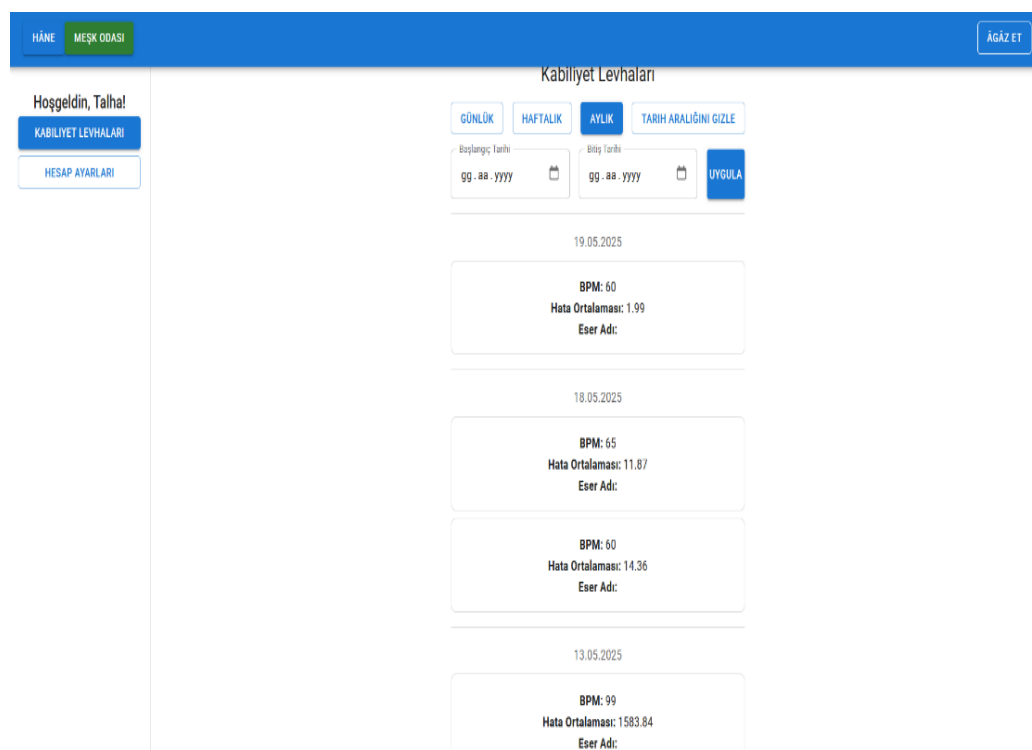 HÂNE MEŞK ODASI ÂGÂZ ET
Hoşgeldin, Talha!
KABILIYET LEVHALARI
HESAP AYARLARI
Kabiliyet Levhaları
GÜNLÜK HAFTALIK AYLIK TARIH ARALIĞINI GIZLE
Başlangıç Tarihi Bitiş Tarihi
gg.aa.yyyy gg.aa.yyyy UYGULA
19.05.2025
BPM: 60
Hata Ortalaması: 1.99
Eser Adı:
18.05.2025
BPM: 65
Hata Ortalaması: 11.87
Eser Adı:
BPM: 60
Hata Ortalaması: 14.36
Eser Adı:
13.05.2025
BPM: 99
Hata Ortalaması: 1583.84
Eser Adı: